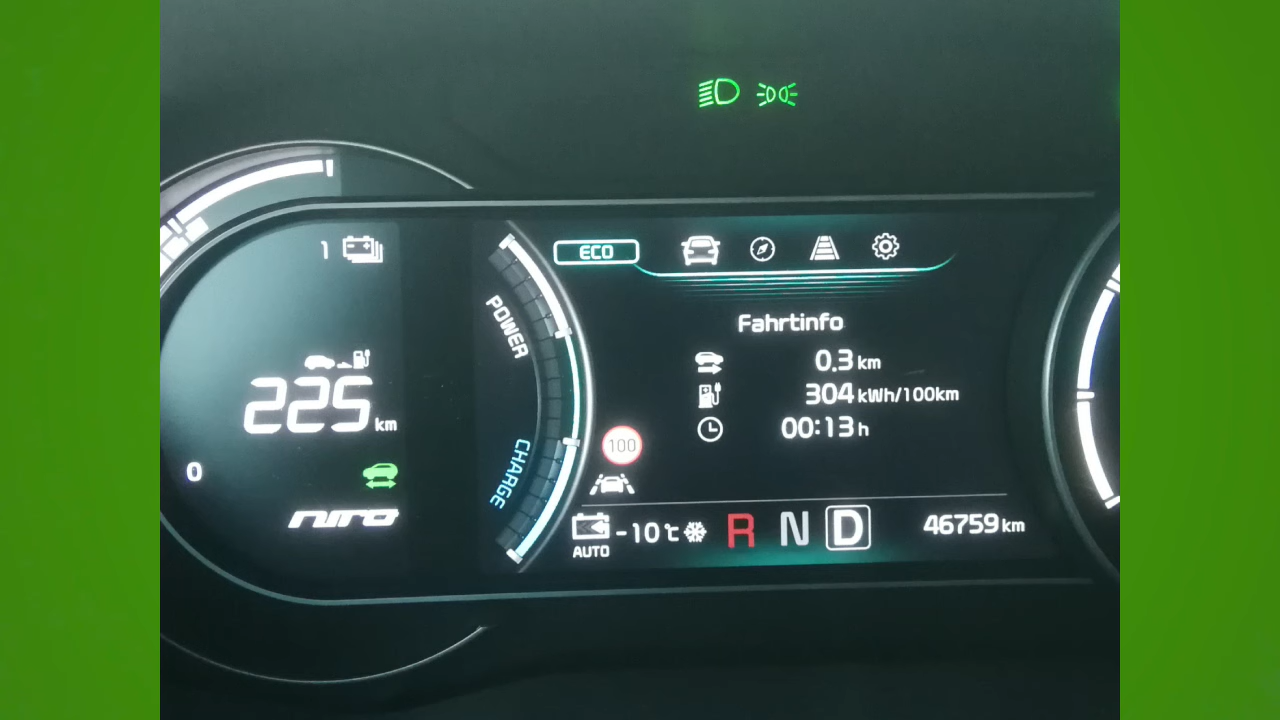 ECO
1
POWER
Fahrtinfo
0.3 km
304 kWh/100km
00:13 h
225 km
100
0
CHARGE
niro
AUTO
-10 ℃
R N D
46759 km